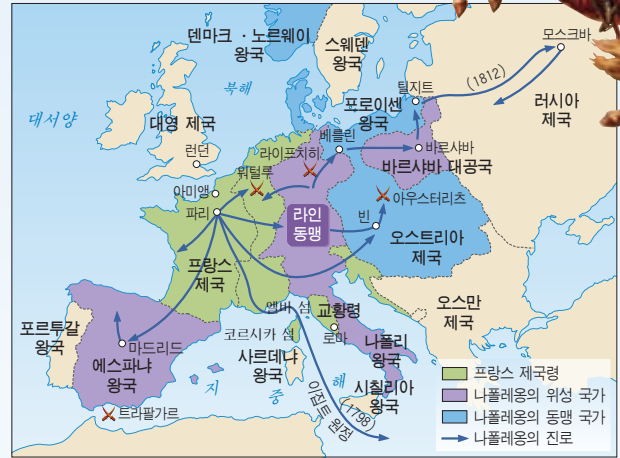 덴마크 · 노르웨이
왕국
스웨덴
왕국
모스크바
(1812)
북해
틸지트
러시아
제국
대서양
대영 제국
포로이센
왕국
베를린
런던
라이프치히
바르샤바
바르샤바 대공국
워털루
아미앵
아우스터리츠
파리
라인
동맹
빈
오스트리아
제국
프랑스
제국
엘바 섬
교황령
오스만
제국
포르투갈
왕국
코르시카 섬
로마
마드리드
나폴리
왕국
에스파냐
왕국
사르데냐
왕국
지 중 해
시칠리아
왕국
트라팔가르
이집트 원정
(1798)
프랑스 제국령
나폴레옹의 위성 국가
나폴레옹의 동맹 국가
나폴레옹의 진로